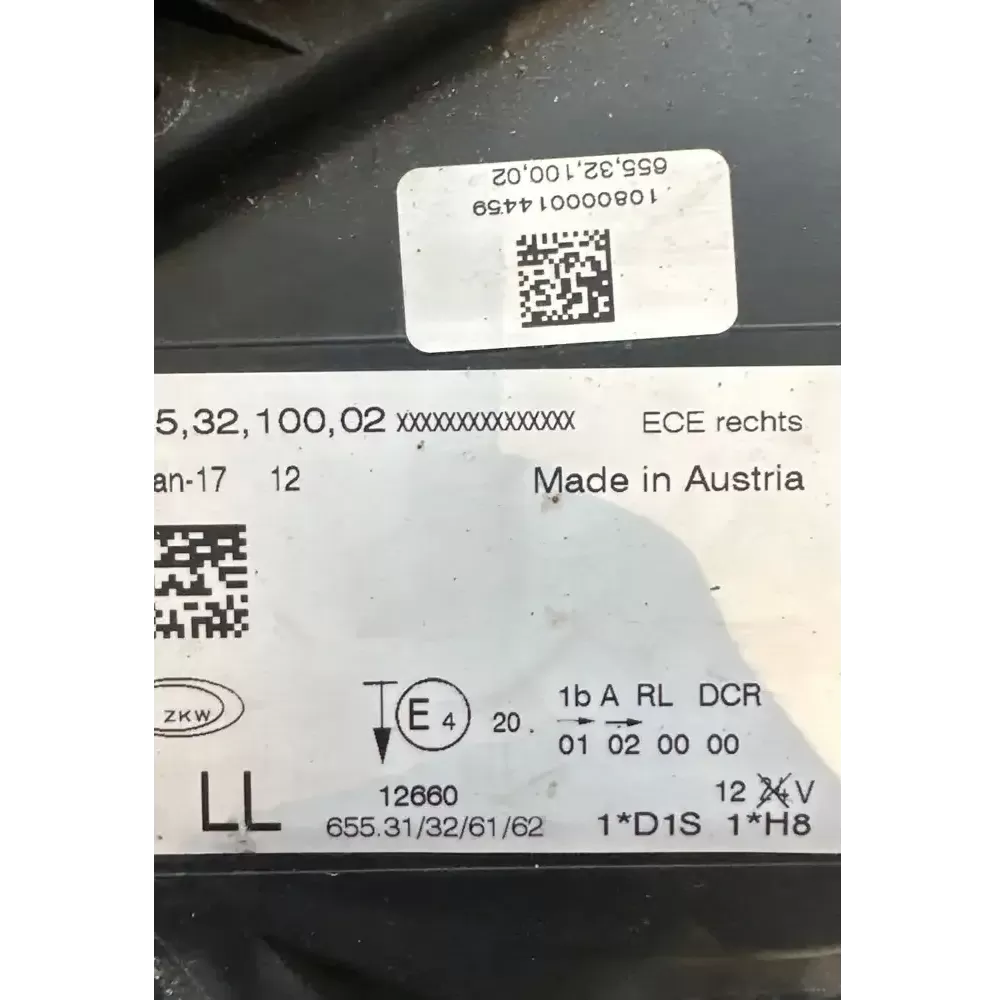 655,32,100,02
1080000014459
5,32,100,02 xxxxxxxxxxxxxxx ECE rechts
an-17 12 Made in Austria
ZKW
E 4 20. 1b A RL DCR
01 02 00 00
LL 12660 12 24 V
655.31/32/61/62 1*D1S 1*H8